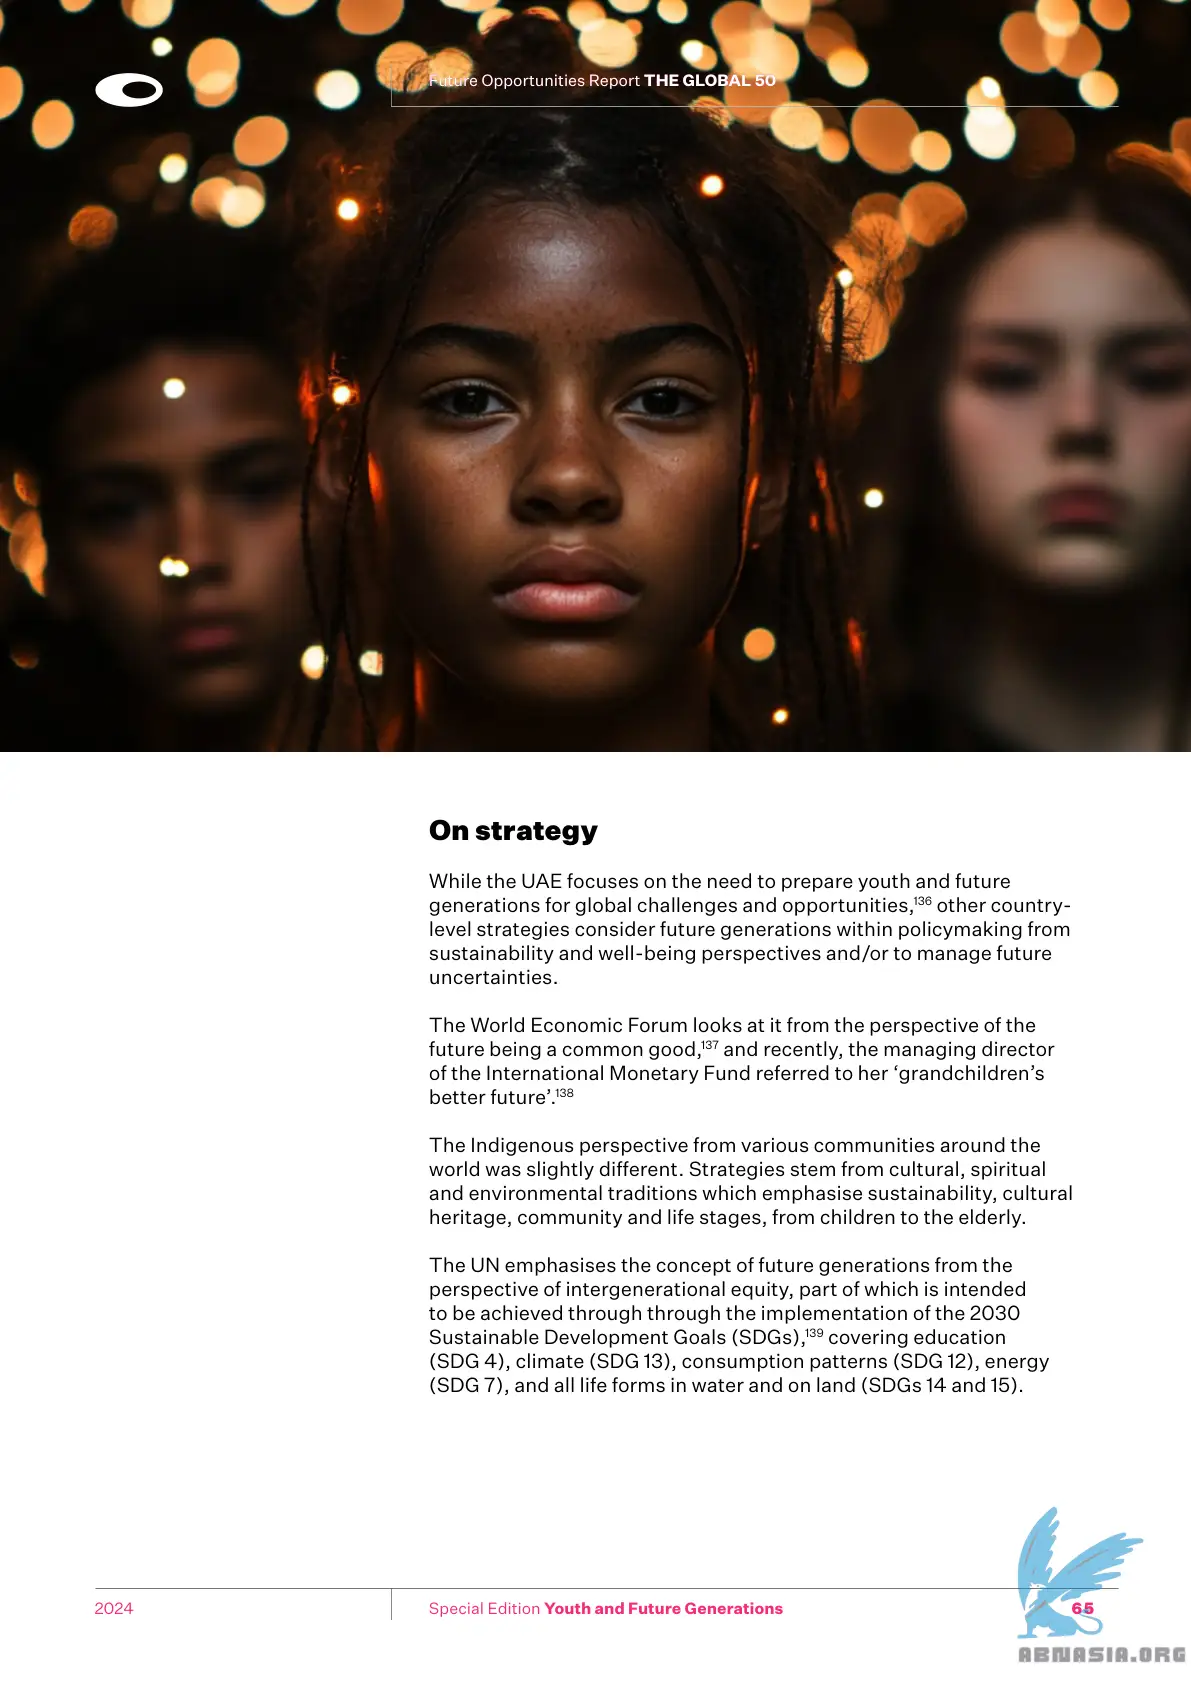 Future Opportunities Report THE GLOBAL 50
On strategy
While the UAE focuses on the need to prepare youth and future
generations for global challenges and opportunities,136 other country-
level strategies consider future generations within policymaking from
sustainability and well-being perspectives and/or to manage future
uncertainties.
The World Economic Forum looks at it from the perspective of the
future being a common good,137 and recently, the managing director
of the International Monetary Fund referred to her ‘grandchildren’s
better future’.138
The Indigenous perspective from various communities around the
world was slightly different. Strategies stem from cultural, spiritual
and environmental traditions which emphasise sustainability, cultural
heritage, community and life stages, from children to the elderly.
The UN emphasises the concept of future generations from the
perspective of intergenerational equity, part of which is intended
to be achieved through through the implementation of the 2030
Sustainable Development Goals (SDGs),139 covering education
(SDG 4), climate (SDG 13), consumption patterns (SDG 12), energy
(SDG 7), and all life forms in water and on land (SDGs 14 and 15).
2024
Special Edition Youth and Future Generations
65
ABNASIA.ORG